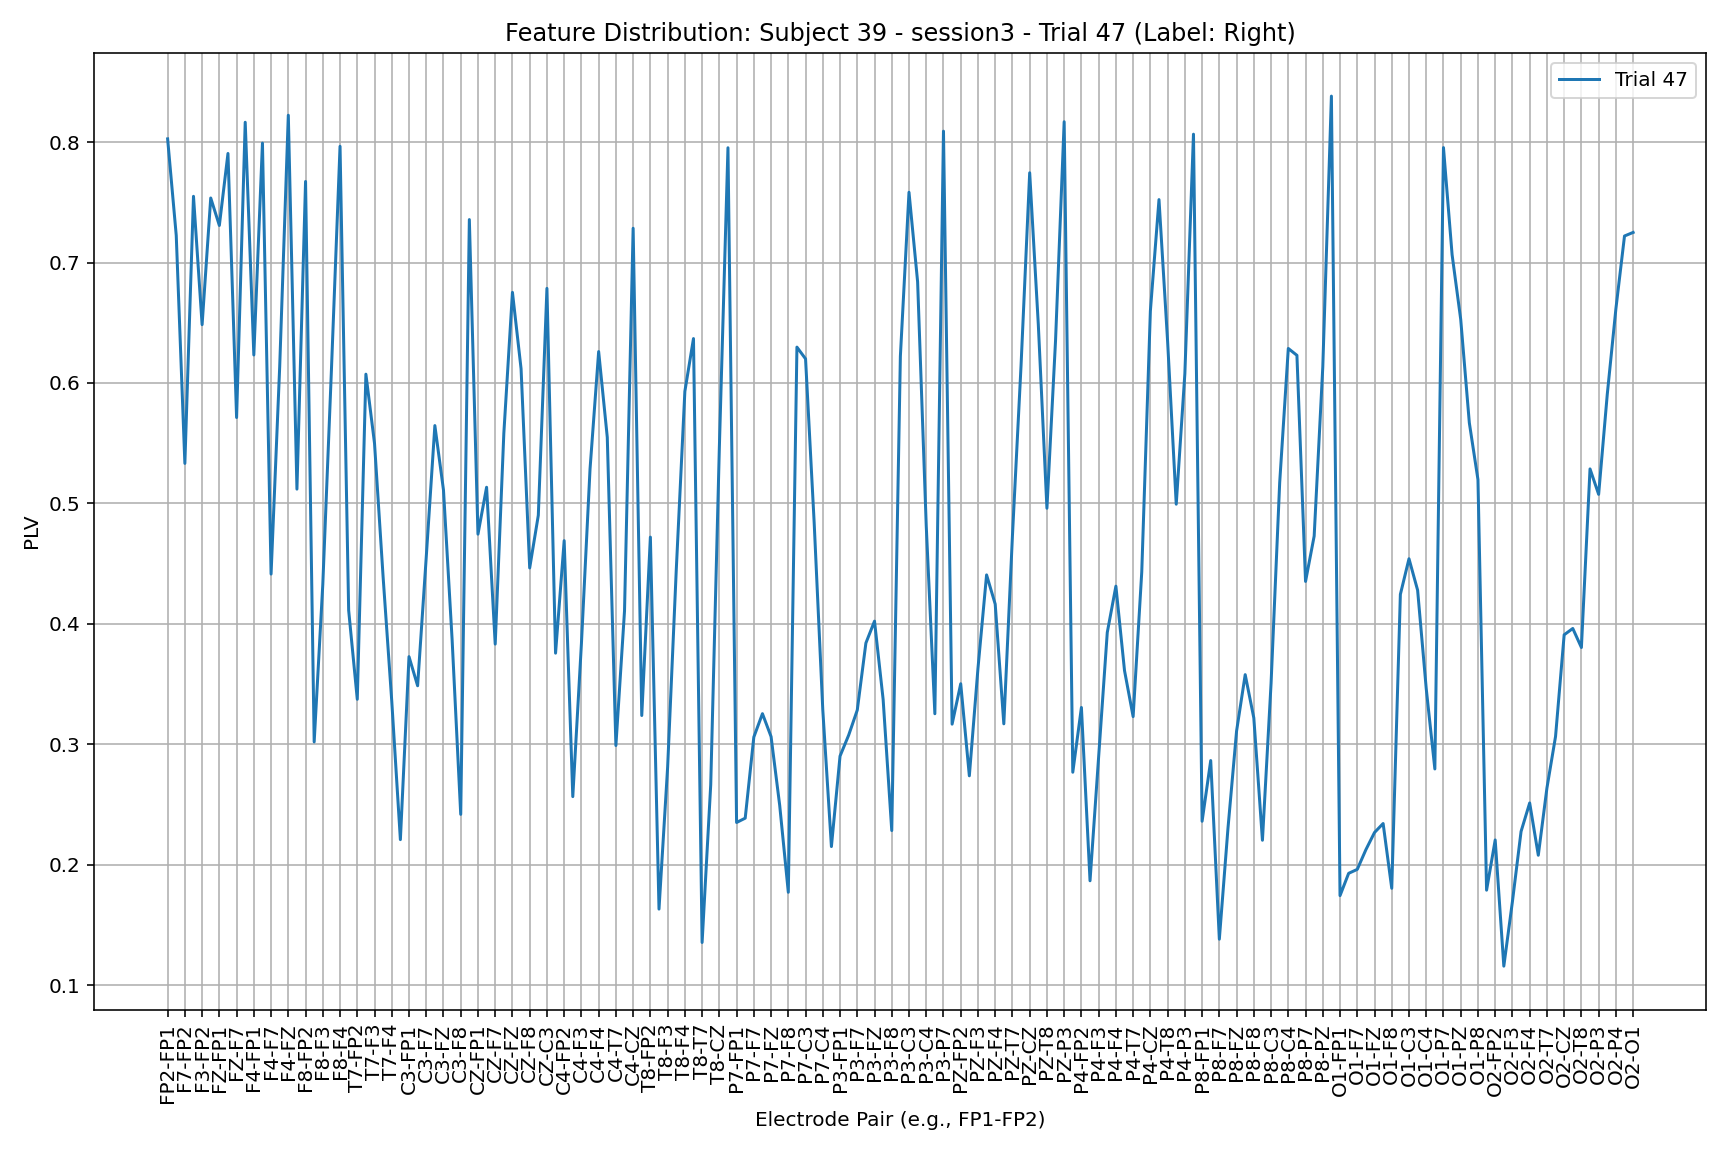 Feature Distribution: Subject 39 - session3 - Trial 47 (Label: Right)
Trial 47
PLV
0.8
0.7
0.6
0.5
0.4
0.3
0.2
0.1
FP2-FP1
F7-FP2
F3-FP2
FZ-FP1
FZ-F7
F4-FP1
F4-F7
F4-FZ
F8-FP2
F8-F3
F8-F4
T7-FP2
T7-F3
T7-F4
C3-FP1
C3-F7
C3-FZ
C3-F8
CZ-FP1
CZ-F7
CZ-FZ
CZ-F8
CZ-C3
C4-FP2
C4-F3
C4-F4
C4-T7
C4-CZ
T8-FP2
T8-F3
T8-F4
T8-T7
T8-CZ
P7-FP1
P7-F7
P7-FZ
P7-F8
P7-C3
P7-C4
P3-FP1
P3-F7
P3-FZ
P3-F8
P3-C3
P3-C4
P3-P7
PZ-FP2
PZ-F3
PZ-F4
PZ-T7
PZ-CZ
PZ-T8
PZ-P3
P4-FP2
P4-F3
P4-F4
P4-T7
P4-CZ
P4-T8
P4-P3
P8-FP1
P8-F7
P8-FZ
P8-F8
P8-C3
P8-C4
P8-P7
P8-PZ
O1-FP1
O1-F7
O1-FZ
O1-F8
O1-C3
O1-C4
O1-P7
O1-PZ
O1-P8
O2-FP2
O2-F3
O2-F4
O2-T7
O2-CZ
O2-T8
O2-P3
O2-P4
O2-O1
Electrode Pair (e.g., FP1-FP2)